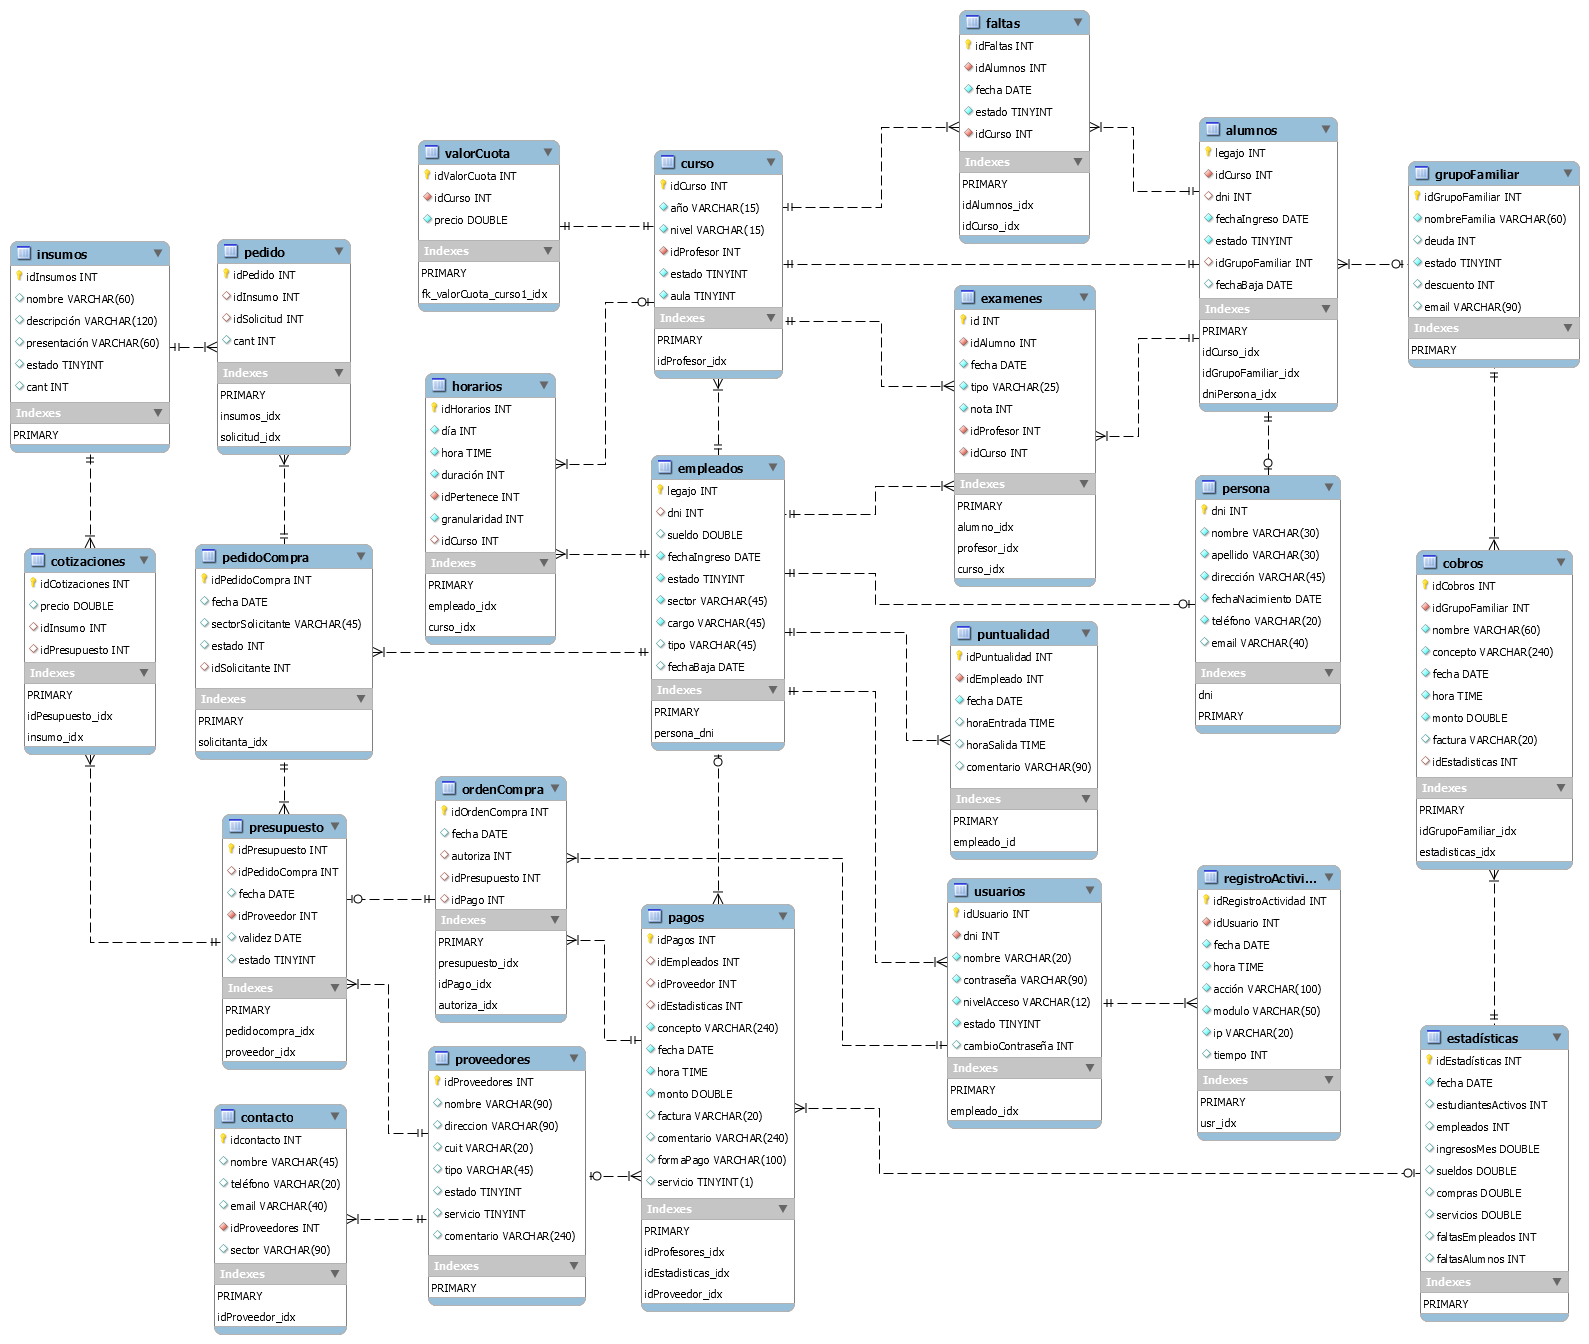 faltas
idFaltas INT
idAlumnos INT
fecha DATE
estado TINYINT
idCurso INT
Indexes
PRIMARY
idAlumnos_idx
idCurso_idx
alumnos
legajo INT
idCurso INT
dni INT
fechaIngreso DATE
estado TINYINT
idGrupoFamiliar INT
fechaBaja DATE
Indexes
PRIMARY
idCurso_idx
idGrupoFamiliar_idx
dniPersona_idx
valorCuota
idValorCuota INT
idCurso INT
precio DOUBLE
Indexes
PRIMARY
fk_valorCuota_curso1_idx
curso
idCurso INT
año VARCHAR(15)
nivel VARCHAR(15)
idProfesor INT
estado TINYINT
aula TINYINT
Indexes
PRIMARY
idProfesor_idx
grupoFamiliar
idGrupoFamiliar INT
nombreFamilia VARCHAR(60)
deuda INT
estado TINYINT
descuento INT
email VARCHAR(90)
Indexes
PRIMARY
insumos
idInsumos INT
nombre VARCHAR(60)
descripción VARCHAR(120)
presentación VARCHAR(60)
estado TINYINT
cant INT
Indexes
PRIMARY
pedido
idPedido INT
idInsumo INT
idSolicitud INT
cant INT
Indexes
PRIMARY
insumos_idx
solicitud_idx
examenes
id INT
idAlumno INT
fecha DATE
tipo VARCHAR(25)
nota INT
idProfesor INT
idCurso INT
Indexes
PRIMARY
alumno_idx
profesor_idx
curso_idx
horarios
idHorarios INT
día INT
hora TIME
duración INT
idPertenece INT
granularidad INT
idCurso INT
Indexes
PRIMARY
empleado_idx
curso_idx
empleados
legajo INT
dni INT
sueldo DOUBLE
fechaIngreso DATE
estado TINYINT
sector VARCHAR(45)
cargo VARCHAR(45)
tipo VARCHAR(45)
fechaBaja DATE
Indexes
PRIMARY
persona_dni
persona
dni INT
nombre VARCHAR(30)
apellido VARCHAR(30)
dirección VARCHAR(45)
fechaNacimiento DATE
teléfono VARCHAR(20)
email VARCHAR(40)
Indexes
dni
PRIMARY
cotizaciones
idCotizaciones INT
precio DOUBLE
idInsumo INT
idPresupuesto INT
Indexes
PRIMARY
idPesupuesto_idx
insumo_idx
pedidoCompra
idPedidoCompra INT
fecha DATE
sectorSolicitante VARCHAR(45)
estado INT
idSolicitante INT
Indexes
PRIMARY
solicitanta_idx
cobros
idCobros INT
idGrupoFamiliar INT
nombre VARCHAR(60)
concepto VARCHAR(240)
fecha DATE
hora TIME
monto DOUBLE
factura VARCHAR(20)
idEstadisticas INT
Indexes
PRIMARY
idGrupoFamiliar_idx
estadisticas_idx
puntualidad
idPuntualidad INT
idEmpleado INT
fecha DATE
horaEntrada TIME
horaSalida TIME
comentario VARCHAR(90)
Indexes
PRIMARY
empleado_id
ordenCompra
idOrdenCompra INT
fecha DATE
autoriza INT
idPresupuesto INT
idPago INT
Indexes
PRIMARY
presupuesto_idx
idPago_idx
autoriza_idx
presupuesto
idPresupuesto INT
idPedidoCompra INT
fecha DATE
idProveedor INT
validez DATE
estado TINYINT
Indexes
PRIMARY
pedidocompra_idx
proveedor_idx
pagos
idPagos INT
idEmpleados INT
idProveedor INT
idEstadisticas INT
concepto VARCHAR(240)
fecha DATE
hora TIME
monto DOUBLE
factura VARCHAR(20)
comentario VARCHAR(240)
formaPago VARCHAR(100)
servicio TINYINT(1)
Indexes
PRIMARY
idProfesores_idx
idEstadisticas_idx
idProveedor_idx
usuarios
idUsuario INT
dni INT
nombre VARCHAR(20)
contraseña VARCHAR(90)
nivelAcceso VARCHAR(12)
estado TINYINT
cambioContraseña INT
Indexes
PRIMARY
empleado_idx
registroActivi...
idRegistroActividad INT
idUsuario INT
fecha DATE
hora TIME
acción VARCHAR(100)
modulo VARCHAR(50)
ip VARCHAR(20)
tiempo INT
Indexes
PRIMARY
usr_idx
estadísticas
idEstadísticas INT
fecha DATE
estudiantesActivos INT
empleados INT
ingresosMes DOUBLE
sueldos DOUBLE
compras DOUBLE
servicios DOUBLE
faltasEmpleados INT
faltasAlumnos INT
Indexes
PRIMARY
proveedores
idProveedores INT
nombre VARCHAR(90)
direccion VARCHAR(90)
cuit VARCHAR(20)
tipo VARCHAR(45)
estado TINYINT
servicio TINYINT
comentario VARCHAR(240)
Indexes
PRIMARY
contacto
idcontacto INT
nombre VARCHAR(45)
teléfono VARCHAR(20)
email VARCHAR(40)
idProveedores INT
sector VARCHAR(90)
Indexes
PRIMARY
idProveedor_idx